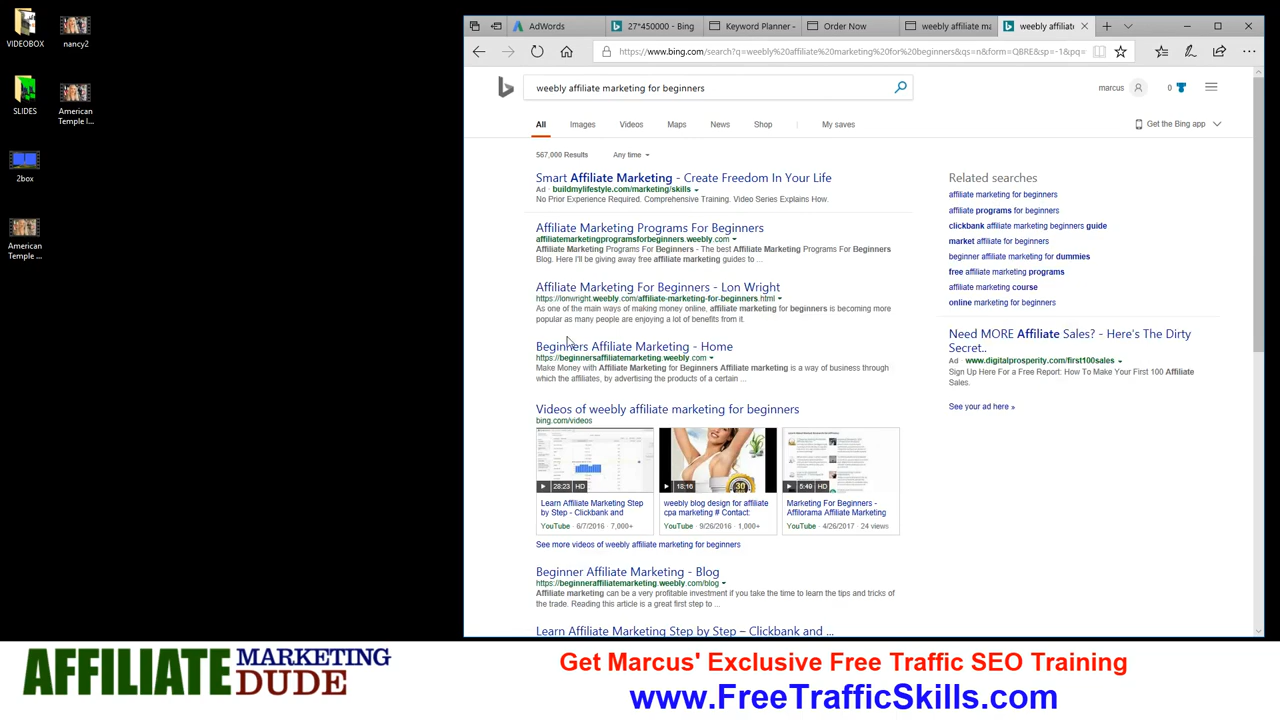 VIDEOBOX
nancy2
SLIDES
American
Temple I...
2box
American
Temple ...
AdWords
27*450000 - Bing
Keyword Planner -
Order Now
weebly affiliate ma
weebly affiliate
https://www.bing.com/search?q=weebly%20affiliate%20marketing%20for%20beginners&qs=n&form=QBRE&sp=-1&pq=
weebly affiliate marketing for beginners
marcus
0
All
Images
Videos
Maps
News
Shop
My saves
Get the Bing app
567,000 Results
Any time
Smart Affiliate Marketing - Create Freedom In Your Life
Ad · buildmylifestyle.com/marketing/skills
No Prior Experience Required. Comprehensive Training. Video Series Explains How.
Affiliate Marketing Programs For Beginners
affiliatemarketingprogramsforbeginners.weebly.com
Affiliate Marketing Programs For Beginners - The best Affiliate Marketing Programs For Beginners
Blog. Here I'll be giving away free affiliate marketing guides to ...
Affiliate Marketing For Beginners - Lon Wright
https://lonwright.weebly.com/affiliate-marketing-for-beginners.html
As one of the main ways of making money online, affiliate marketing for beginners is becoming more
popular as many people are enjoying a lot of benefits from it.
Beginners Affiliate Marketing - Home
https://beginnersaffiliatemarketing.weebly.com
Make Money with Affiliate Marketing for Beginners Affiliate marketing is a way of business through
which the affiliates, by advertising the products of a certain ...
Videos of weebly affiliate marketing for beginners
bing.com/videos
28:23 HD
18:16
30
5:49 HD
Learn Affiliate Marketing Step
by Step - Clickbank and
YouTube · 6/7/2016 · 7,000+
weebly blog design for affiliate
cpa marketing # Contact:
YouTube · 9/26/2016 · 1,000+
Marketing For Beginners -
Affilorama Affiliate Marketing
YouTube · 4/26/2017 · 24 views
See more videos of weebly affiliate marketing for beginners
Beginner Affiliate Marketing - Blog
https://beginneraffiliatemarketing.weebly.com/blog
Affiliate marketing can be a very profitable investment if you take the time to learn the tips and tricks of
the trade. Reading this article is a great first step to ...
Learn Affiliate Marketing Step by Step – Clickbank and ...
Related searches
affiliate marketing for beginners
affiliate programs for beginners
clickbank affiliate marketing beginners guide
market affiliate for beginners
beginner affiliate marketing for dummies
free affiliate marketing programs
affiliate marketing course
online marketing for beginners
Need MORE Affiliate Sales? - Here's The Dirty
Secret..
Ad · www.digitalprosperity.com/first100sales
Sign Up Here For a Free Report: How To Make Your First 100 Affiliate
Sales.
See your ad here »
AFFILIATE MARKETING
DUDE
Get Marcus' Exclusive Free Traffic SEO Training
www.FreeTrafficSkills.com